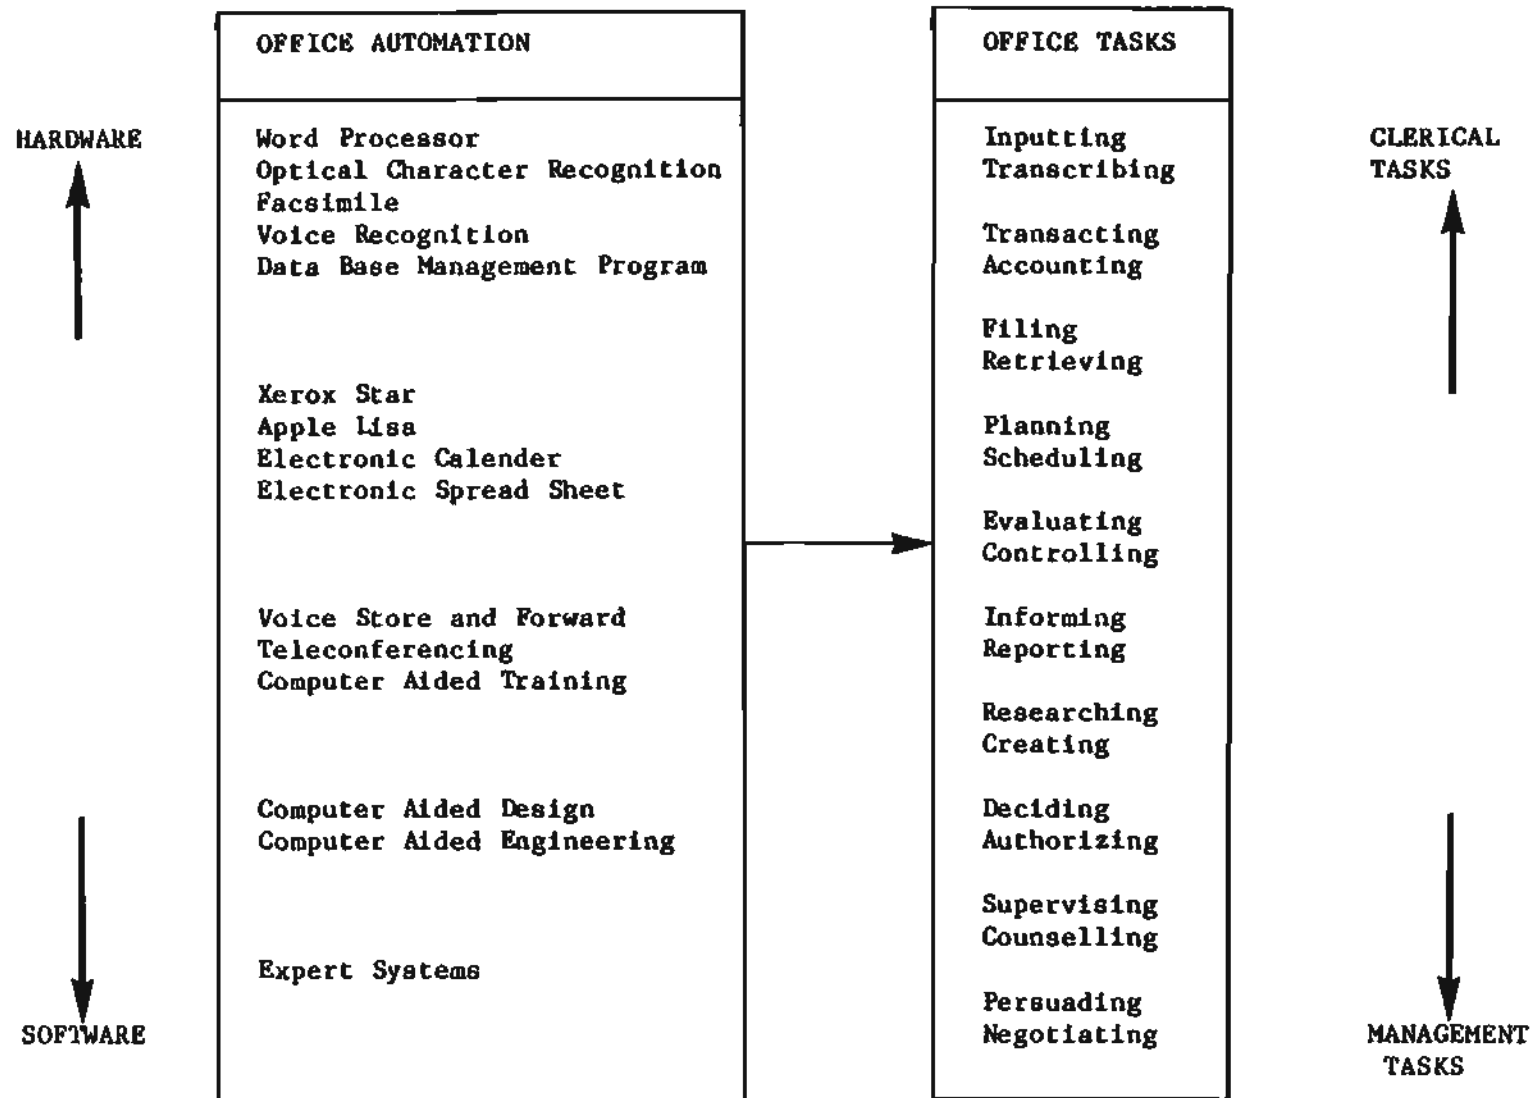 OFFICE AUTOMATION
OFFICE TASKS
HARDWARE
Word Processor
Optical Character Recognition
Facsimile
Voice Recognition
Data Base Management Program
Xerox Star
Apple Lisa
Electronic Calender
Electronic Spread Sheet
Voice Store and Forward
Teleconferencing
Computer Aided Training
Computer Aided Design
Computer Aided Engineering
Expert Systems
SOFTWARE
Inputting
Transcribing
Transacting
Accounting
Filing
Retrieving
Planning
Scheduling
Evaluating
Controlling
Informing
Reporting
Researching
Creating
Deciding
Authorizing
Supervising
Counselling
Persuading
Negotiating
CLERICAL
TASKS
MANAGEMENT
TASKS